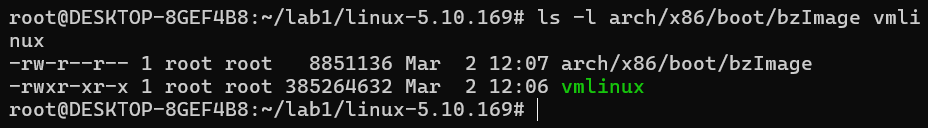 root@DESKTOP-8GEF4B8:~/lab1/linux-5.10.169# ls -l arch/x86/boot/bzImage vmli
nux
-rw-r--r-- 1 root root   8851136 Mar  2 12:07 arch/x86/boot/bzImage
-rwxr-xr-x 1 root root 385264632 Mar  2 12:06 vmlinux
root@DESKTOP-8GEF4B8:~/lab1/linux-5.10.169#